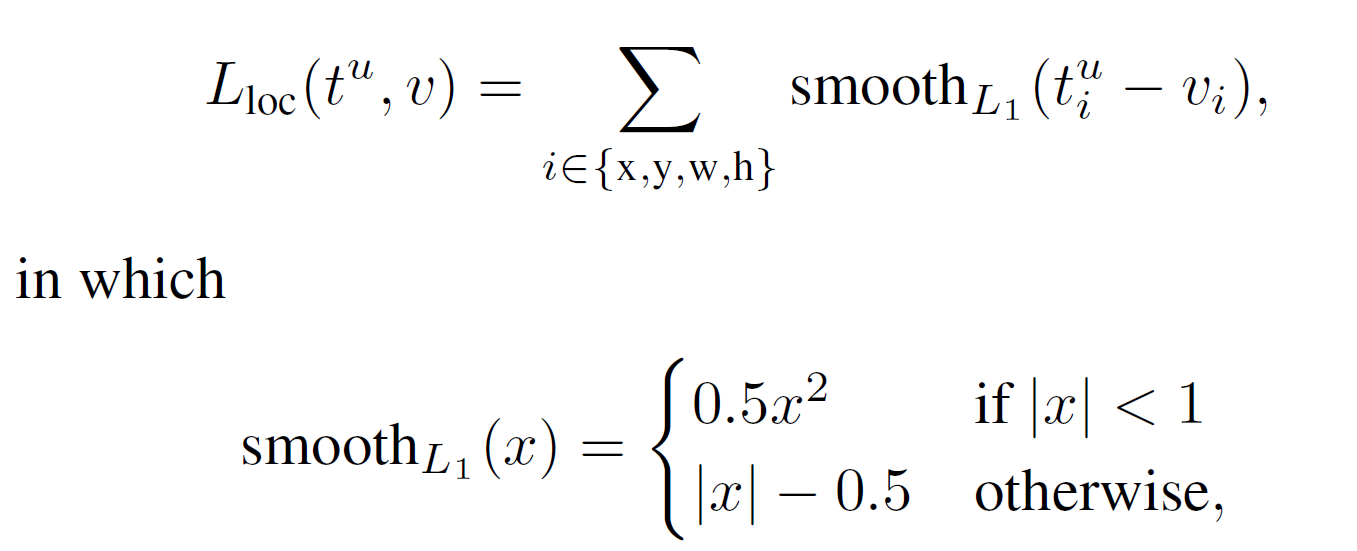 L_loc(t^u, v) = ∑_{i∈{x,y,w,h}} smooth_{L_1}(t_i^u − v_i),
in which
smooth_{L_1}(x) = { 0.5x^2 if |x| < 1
|x| − 0.5 otherwise,